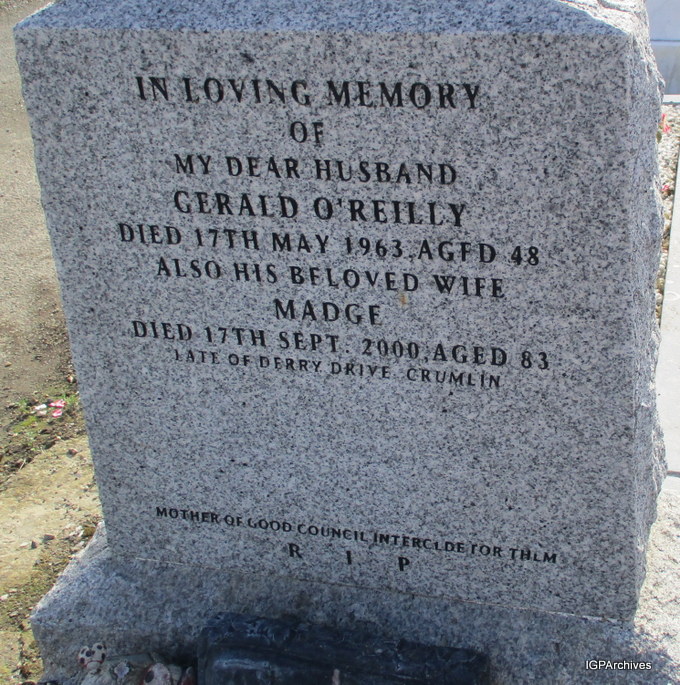 IN LOVING MEMORY
OF
MY DEAR HUSBAND
GERALD O'REILLY
DIED 17TH MAY 1963, AGED 48
ALSO HIS BELOVED WIFE
MADGE
DIED 17TH SEPT. 2000, AGED 83
LATE OF DERRY DRIVE CRUMLIN
MOTHER OF GOOD COUNCIL INTERCEDE FOR THEM
R I P
IGPArchives